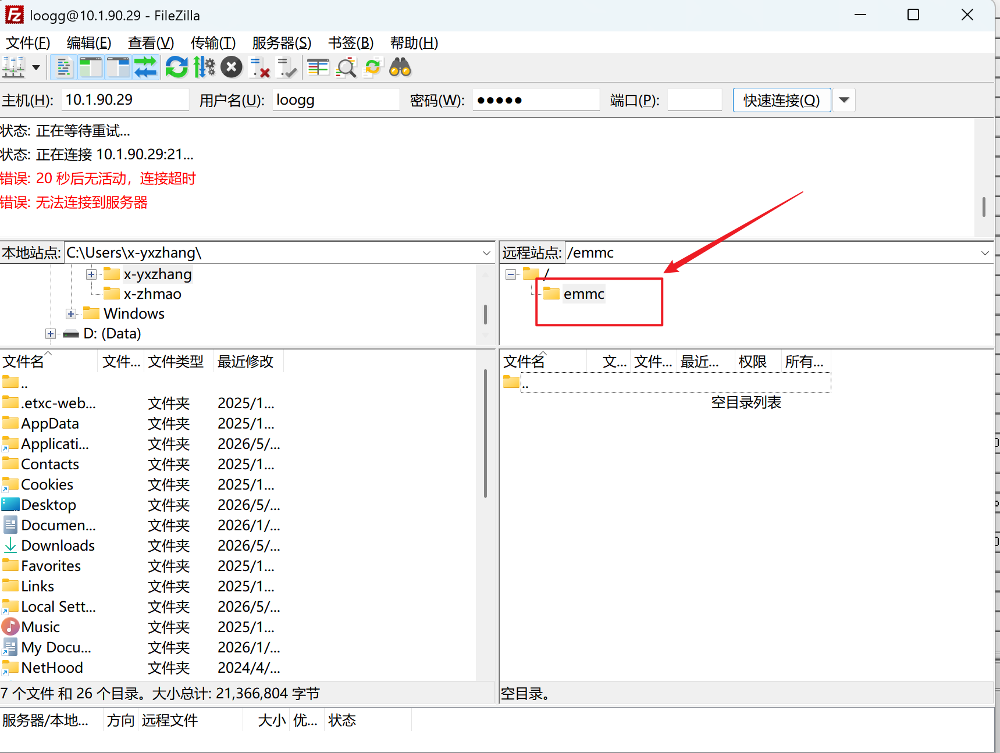 loogg@10.1.90.29 - FileZilla
文件(F) 编辑(E) 查看(V) 传输(T) 服务器(S) 书签(B) 帮助(H)
主机(H): 10.1.90.29 用户名(U): loogg 密码(W): ●●●●● 端口(P): 快速连接(Q)
状态: 正在等待重试...
状态: 正在连接 10.1.90.29:21...
错误: 20 秒后无活动，连接超时
错误: 无法连接到服务器
本地站点: C:\Users\x-yxzhang\
x-yxzhang
x-zhmao
Windows
D: (Data)
远程站点: /emmc
/
emmc
文件名 文件... 文件类型 最近修改
..
.etxc-web... 文件夹 2025/1...
AppData 文件夹 2025/1...
Applicati... 文件夹 2026/5/...
Contacts 文件夹 2025/1...
Cookies 文件夹 2025/1...
Desktop 文件夹 2026/5/...
Documen... 文件夹 2026/1/...
Downloads 文件夹 2026/5/...
Favorites 文件夹 2025/1...
Links 文件夹 2025/1...
Local Sett... 文件夹 2026/5/...
Music 文件夹 2025/1...
My Docu... 文件夹 2026/1/...
NetHood 文件夹 2024/4/...
7 个文件 和 26 个目录。大小总计: 21,366,804 字节
文件名 文... 文件... 最近... 权限 所有...
..
空目录列表
空目录。
服务器/本地... 方向 远程文件 大小 优... 状态